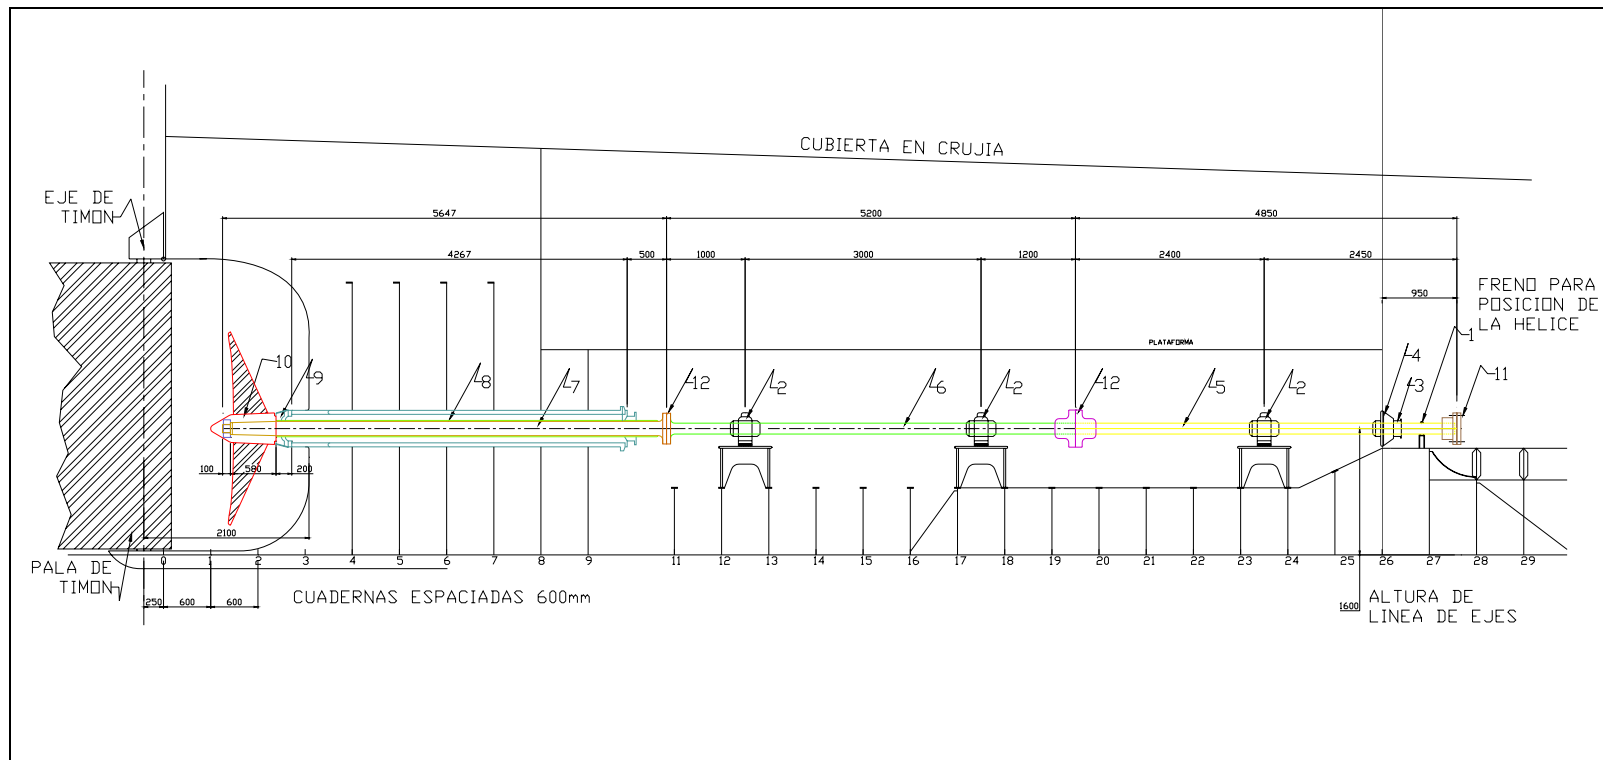 CUBIERTA EN CRUJIA
EJE DE
TIMON
5647
5200
4850
4267
500
1000
3000
1200
2400
2450
950
FRENO PARA
POSICION DE
LA HELICE
PLATAFORMA
1
4
3
11
10
9
8
7
12
2
6
2
12
5
2
100
580
200
2100
PALA DE
TIMON
0 1 2 3 4 5 6 7 8 9 11 12 13 14 15 16 17 18 19 20 21 22 23 24 25 26 27 28 29
250
600
600
CUADERNAS ESPACIADAS 600mm
1600
ALTURA DE
LINEA DE EJES